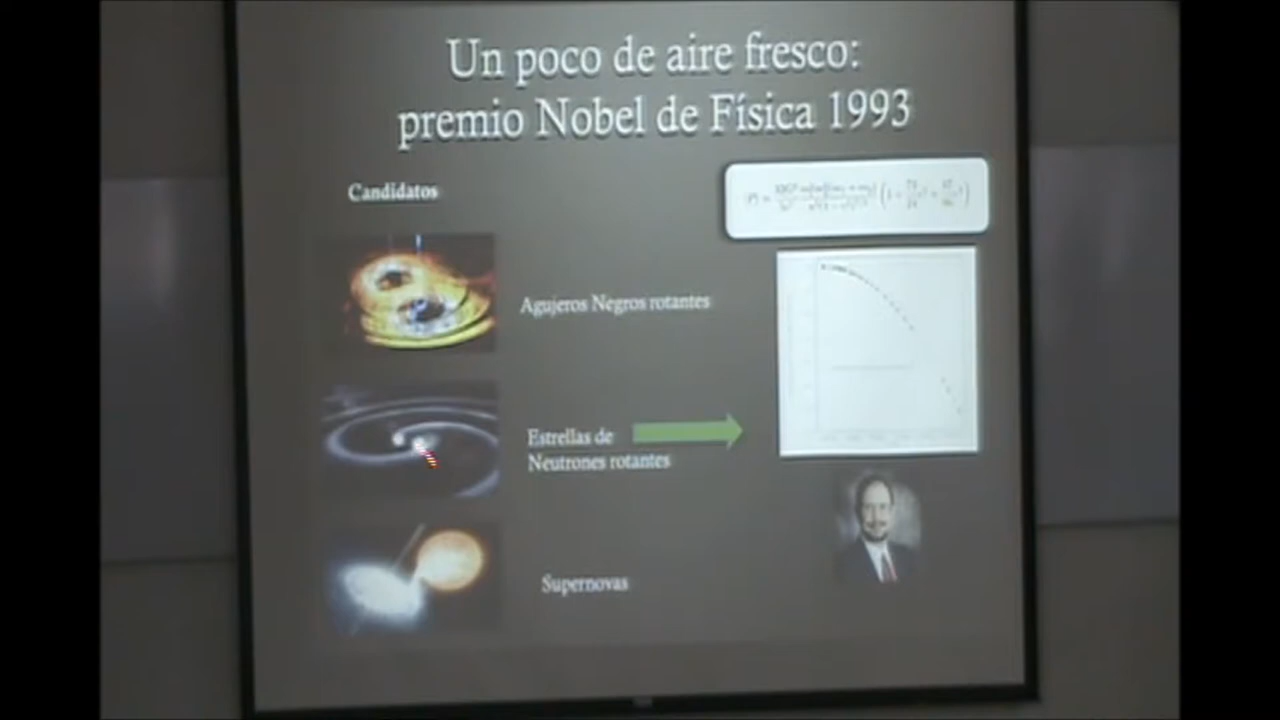 Un poco de aire fresco:
premio Nobel de Física 1993
Candidatos
Agujeros Negros rotantes
Estrellas de
Neutrones rotantes
Supernovas